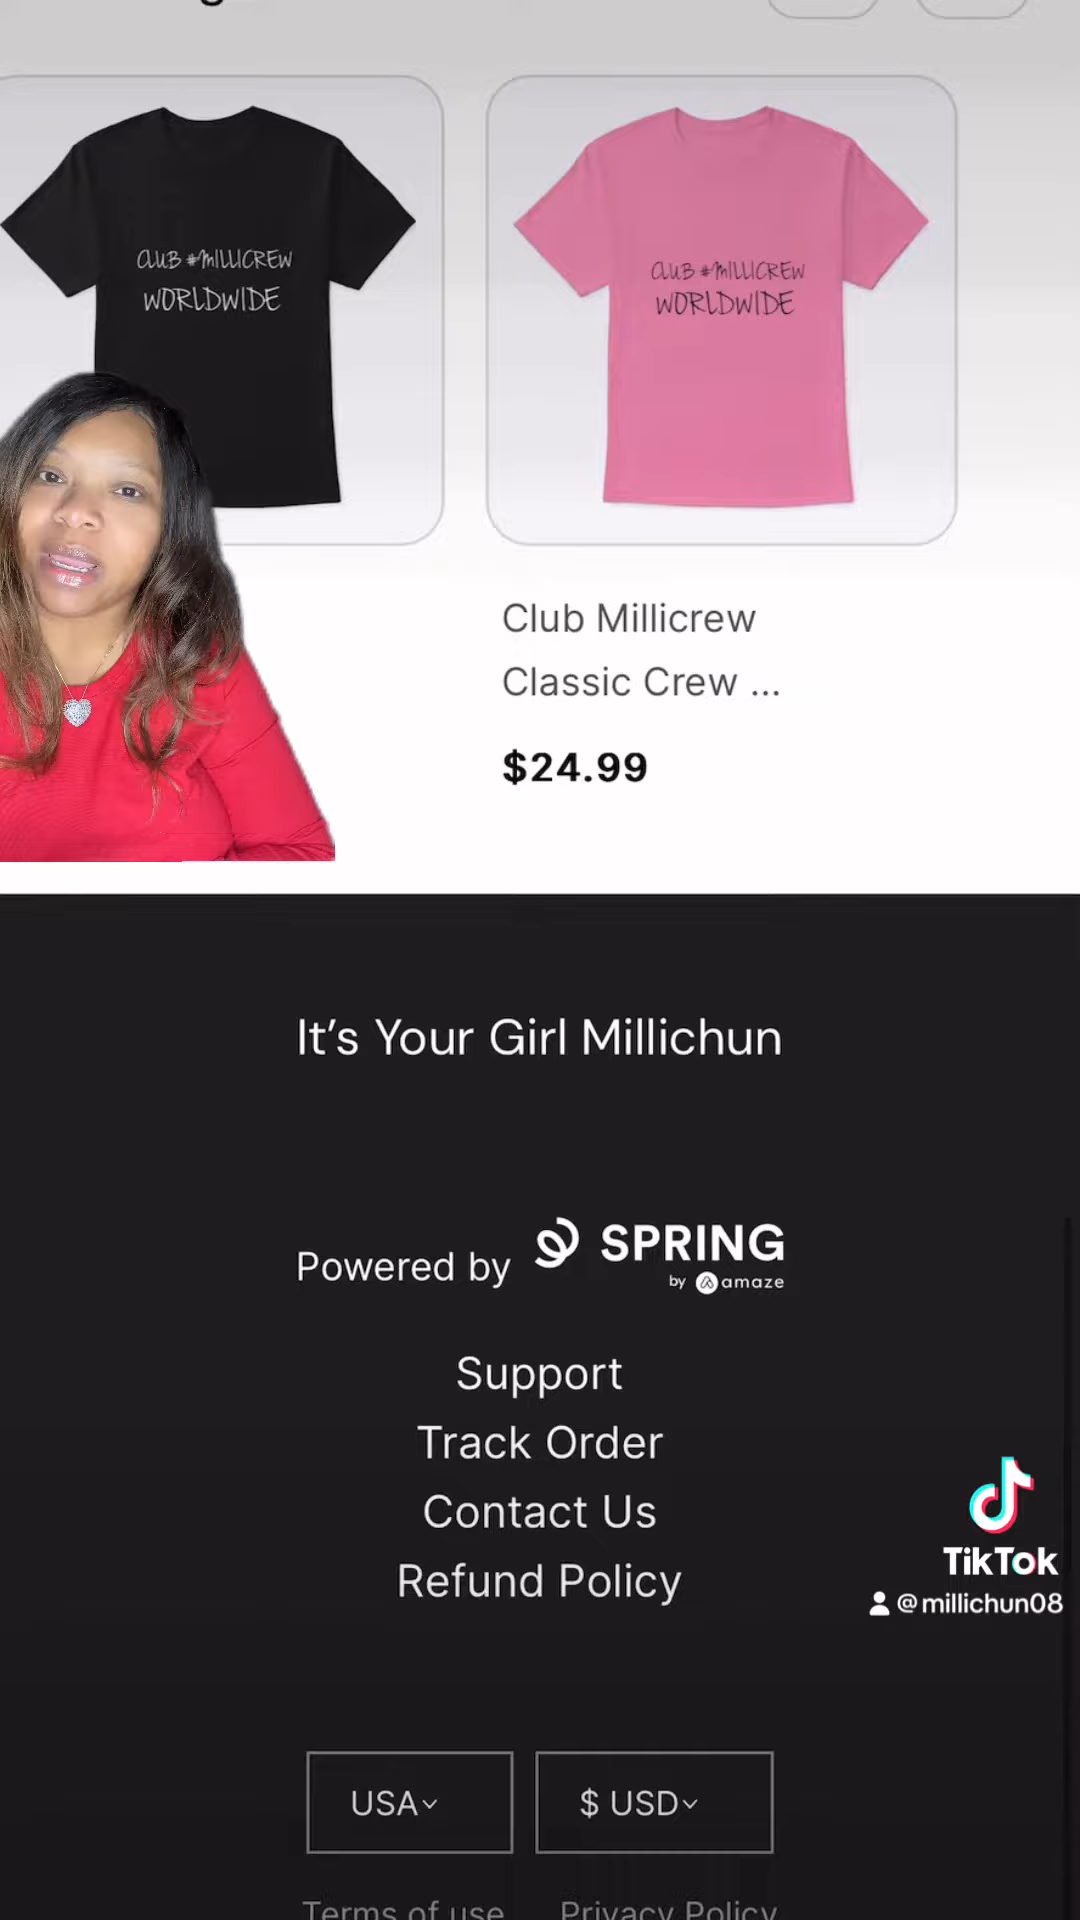 CLUB #MILLICREW
WORLDWIDE
CLUB #MILLICREW
WORLDWIDE
Club Millicrew
Classic Crew ...
$24.99
It's Your Girl Millichun
Powered by SPRING
by amaze
Support
Track Order
Contact Us
Refund Policy
TikTok
@millichun08
USA
$ USD
Terms of use Privacy Policy